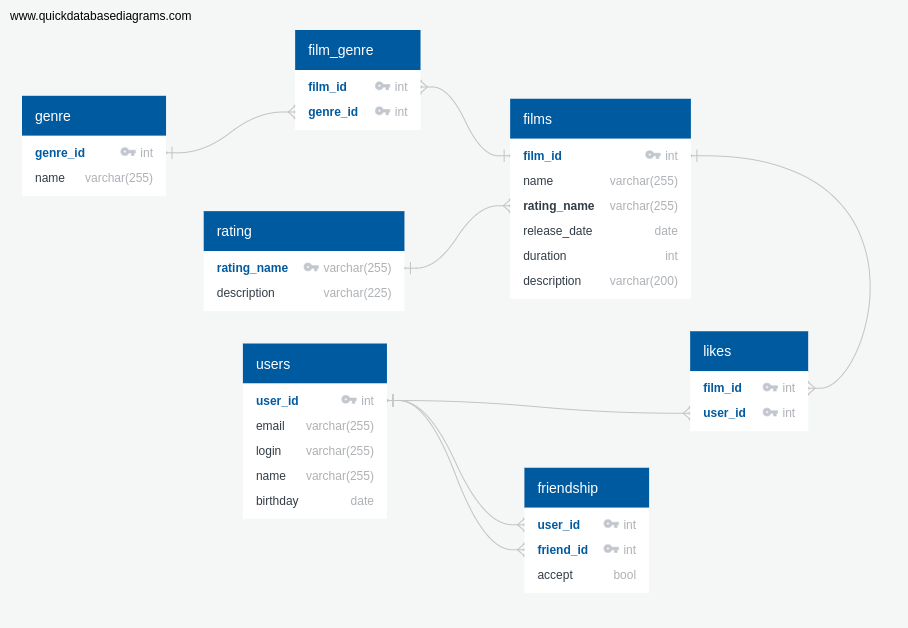 www.quickdatabasediagrams.com
film_genre
film_id int
genre_id int
genre
genre_id int
name varchar(255)
films
film_id int
name varchar(255)
rating_name varchar(255)
release_date date
duration int
description varchar(200)
rating
rating_name varchar(255)
description varchar(225)
likes
film_id int
user_id int
users
user_id int
email varchar(255)
login varchar(255)
name varchar(255)
birthday date
friendship
user_id int
friend_id int
accept bool